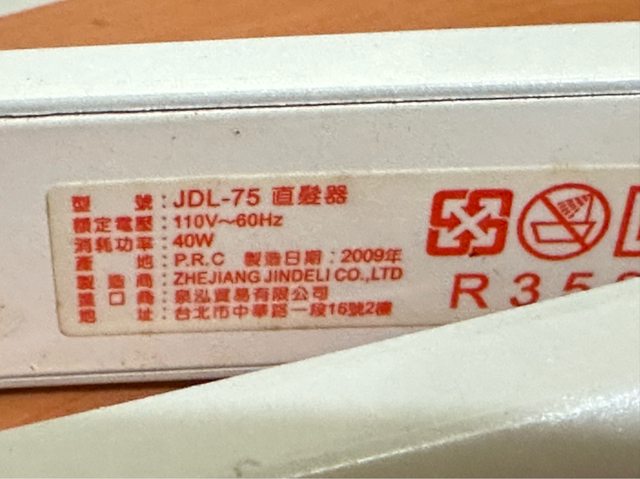 型 號：JDL-75 直髮器
額定電壓：110V～60Hz
消耗功率：40W
產 地：P.R.C 製造日期：2009年
製造商：ZHEJIANG JINDELI CO.,LTD
進口商：泉泓貿易有限公司
地 址：台北市中華路一段16號2樓
R35